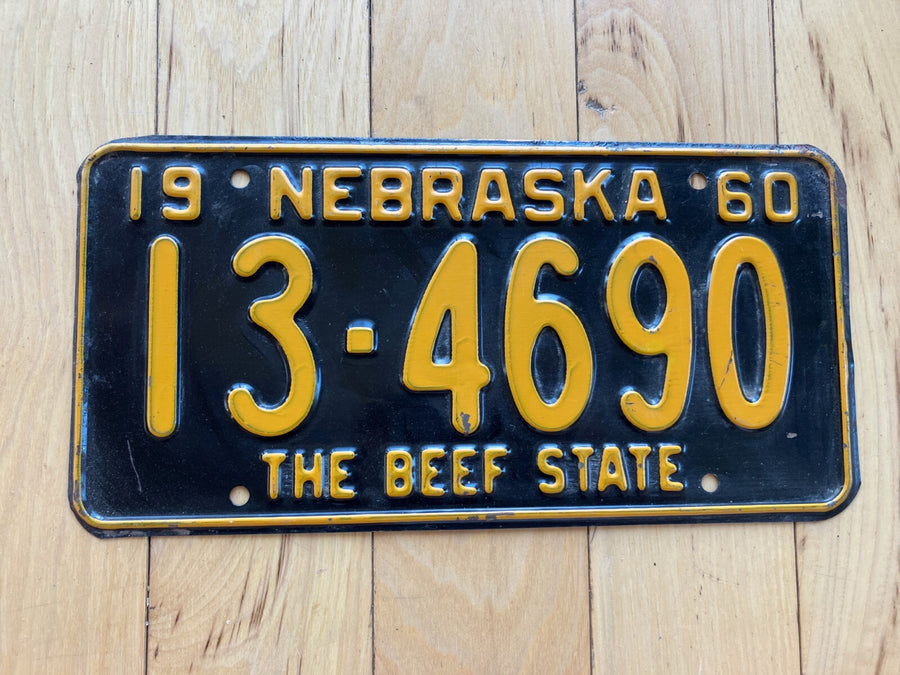 19 NEBRASKA 60
13-4690
THE BEEF STATE